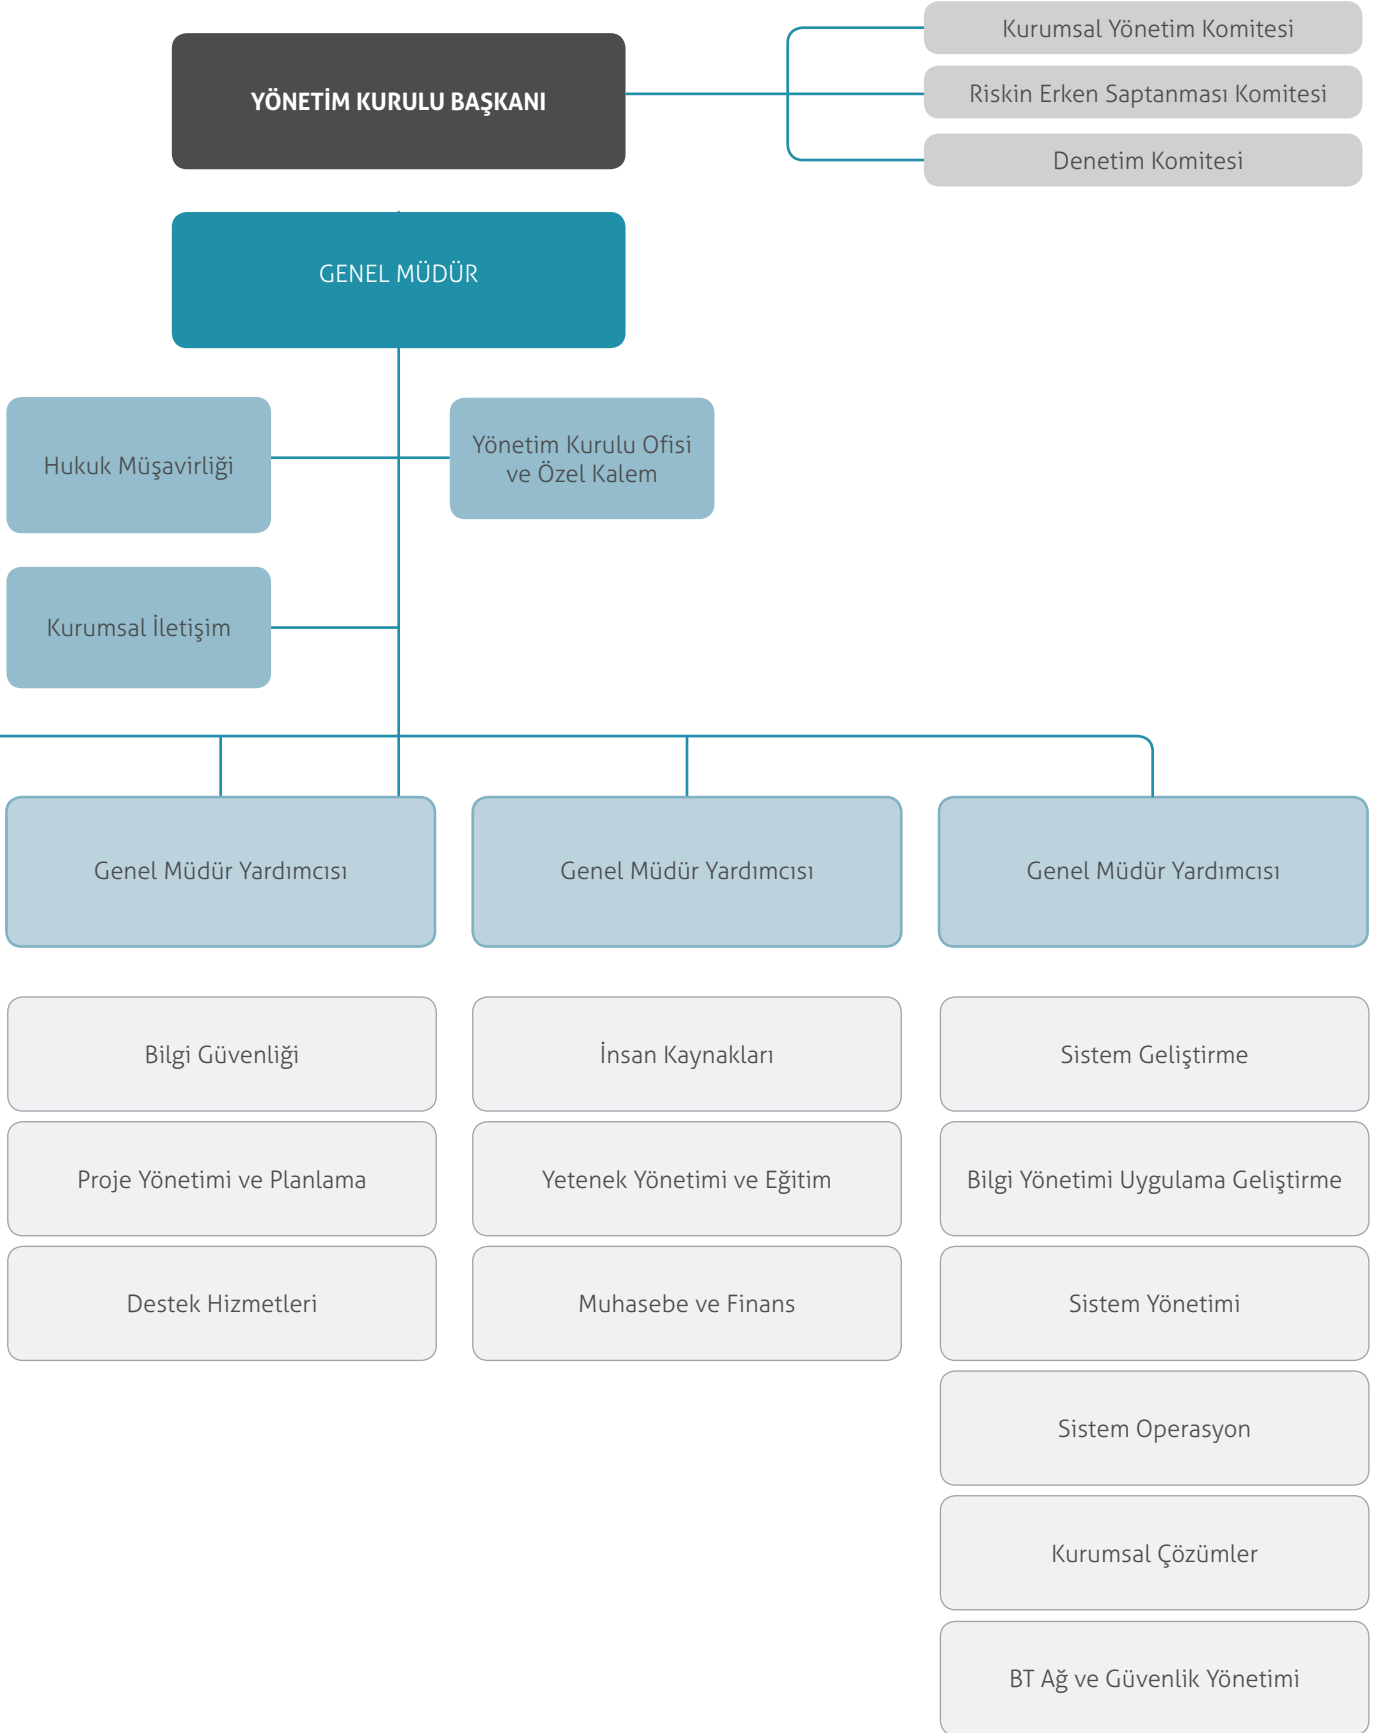 Kurumsal Yönetim Komitesi
YÖNETİM KURULU BAŞKANI
Riskin Erken Saptanması Komitesi
Denetim Komitesi
GENEL MÜDÜR
Hukuk Müşavirliği
Yönetim Kurulu Ofisi
ve Özel Kalem
Kurumsal İletişim
Genel Müdür Yardımcısı
Genel Müdür Yardımcısı
Genel Müdür Yardımcısı
Bilgi Güvenliği
İnsan Kaynakları
Sistem Geliştirme
Proje Yönetimi ve Planlama
Yetenek Yönetimi ve Eğitim
Bilgi Yönetimi Uygulama Geliştirme
Destek Hizmetleri
Muhasebe ve Finans
Sistem Yönetimi
Sistem Operasyon
Kurumsal Çözümler
BT Ağ ve Güvenlik Yönetimi